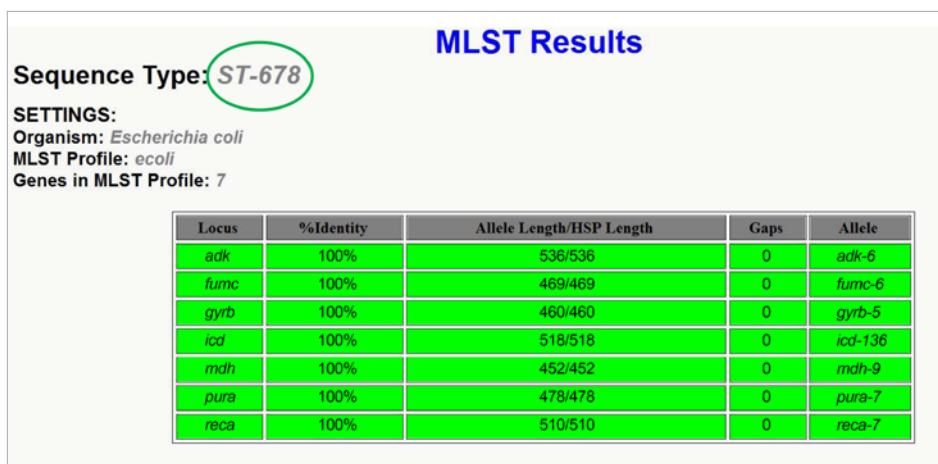 MLST Results
Sequence Type: ST-678
SETTINGS:
Organism: Escherichia coli
MLST Profile: ecoli
Genes in MLST Profile: 7
Locus %Identity Allele Length/HSP Length Gaps Allele
adk 100% 536/536 0 adk-6
fumc 100% 469/469 0 fumc-6
gyrb 100% 460/460 0 gyrb-5
icd 100% 518/518 0 icd-136
mdh 100% 452/452 0 mdh-9
pura 100% 478/478 0 pura-7
reca 100% 510/510 0 reca-7